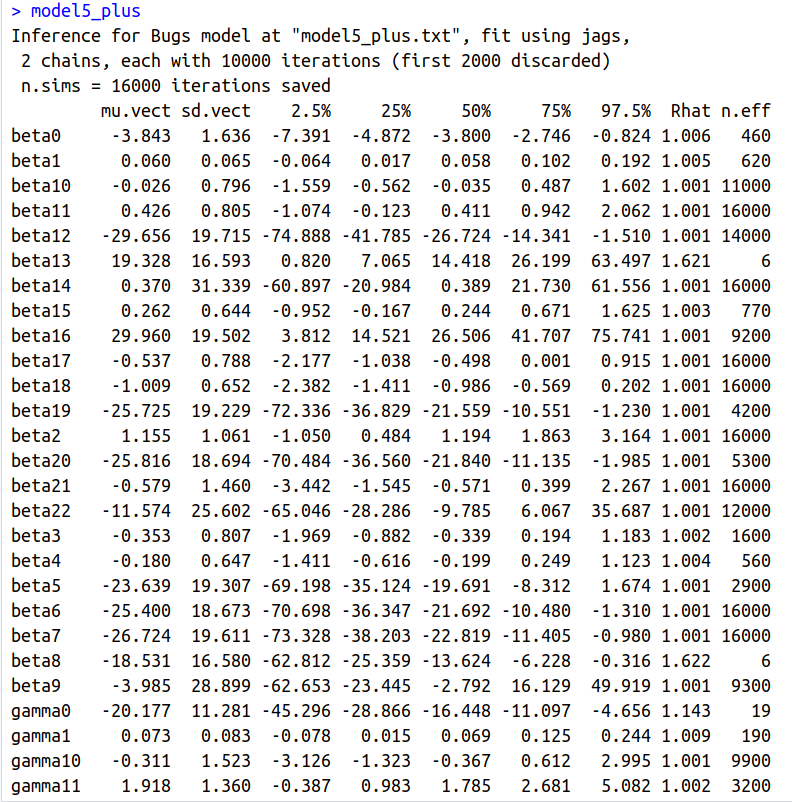 > model5_plus
Inference for Bugs model at "model5_plus.txt", fit using jags,
 2 chains, each with 10000 iterations (first 2000 discarded)
 n.sims = 16000 iterations saved
        mu.vect sd.vect    2.5%     25%     50%     75%   97.5%  Rhat n.eff
beta0    -3.843   1.636  -7.391  -4.872  -3.800  -2.746  -0.824 1.006   460
beta1     0.060   0.065  -0.064   0.017   0.058   0.102   0.192 1.005   620
beta10   -0.026   0.796  -1.559  -0.562  -0.035   0.487   1.602 1.001 11000
beta11    0.426   0.805  -1.074  -0.123   0.411   0.942   2.062 1.001 16000
beta12  -29.656  19.715 -74.888 -41.785 -26.724 -14.341  -1.510 1.001 14000
beta13   19.328  16.593   0.820   7.065  14.418  26.199  63.497 1.621     6
beta14    0.370  31.339 -60.897 -20.984   0.389  21.730  61.556 1.001 16000
beta15    0.262   0.644  -0.952  -0.167   0.244   0.671   1.625 1.003   770
beta16   29.960  19.502   3.812  14.521  26.506  41.707  75.741 1.001  9200
beta17   -0.537   0.788  -2.177  -1.038  -0.498   0.001   0.915 1.001 16000
beta18   -1.009   0.652  -2.382  -1.411  -0.986  -0.569   0.202 1.001 16000
beta19  -25.725  19.229 -72.336 -36.829 -21.559 -10.551  -1.230 1.001  4200
beta2     1.155   1.061  -1.050   0.484   1.194   1.863   3.164 1.001 16000
beta20  -25.816  18.694 -70.484 -36.560 -21.840 -11.135  -1.985 1.001  5300
beta21   -0.579   1.460  -3.442  -1.545  -0.571   0.399   2.267 1.001 16000
beta22  -11.574  25.602 -65.046 -28.286  -9.785   6.067  35.687 1.001 12000
beta3    -0.353   0.807  -1.969  -0.882  -0.339   0.194   1.183 1.002  1600
beta4    -0.180   0.647  -1.411  -0.616  -0.199   0.249   1.123 1.004   560
beta5   -23.639  19.307 -69.198 -35.124 -19.691  -8.312   1.674 1.001  2900
beta6   -25.400  18.673 -70.698 -36.347 -21.692 -10.480  -1.310 1.001 16000
beta7   -26.724  19.611 -73.328 -38.203 -22.819 -11.405  -0.980 1.001 16000
beta8   -18.531  16.580 -62.812 -25.359 -13.624  -6.228  -0.316 1.622     6
beta9    -3.985  28.899 -62.653 -23.445  -2.792  16.129  49.919 1.001  9300
gamma0  -20.177  11.281 -45.296 -28.866 -16.448 -11.097  -4.656 1.143    19
gamma1    0.073   0.083  -0.078   0.015   0.069   0.125   0.244 1.009   190
gamma10  -0.311   1.523  -3.126  -1.323  -0.367   0.612   2.995 1.001  9900
gamma11   1.918   1.360  -0.387   0.983   1.785   2.681   5.082 1.002  3200